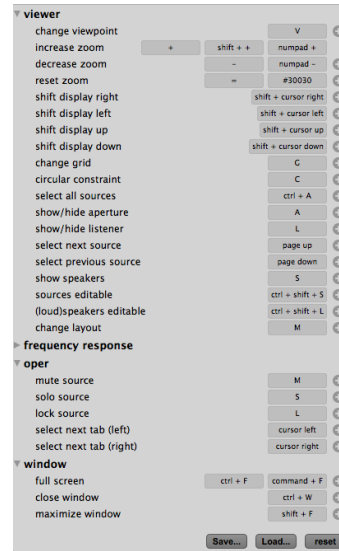 viewer
change viewpoint V
increase zoom + shift + + numpad +
decrease zoom - numpad -
reset zoom = #30030
shift display right shift + cursor right
shift display left shift + cursor left
shift display up shift + cursor up
shift display down shift + cursor down
change grid G
circular constraint C
select all sources ctrl + A
show/hide aperture A
show/hide listener L
select next source page up
select previous source page down
show speakers S
sources editable ctrl + shift + S
(loud)speakers editable ctrl + shift + L
change layout M
frequency response
oper
mute source M
solo source S
lock source L
select next tab (left) cursor left
select next tab (right) cursor right
window
full screen ctrl + F command + F
close window ctrl + W
maximize window shift + F
Save... Load... reset